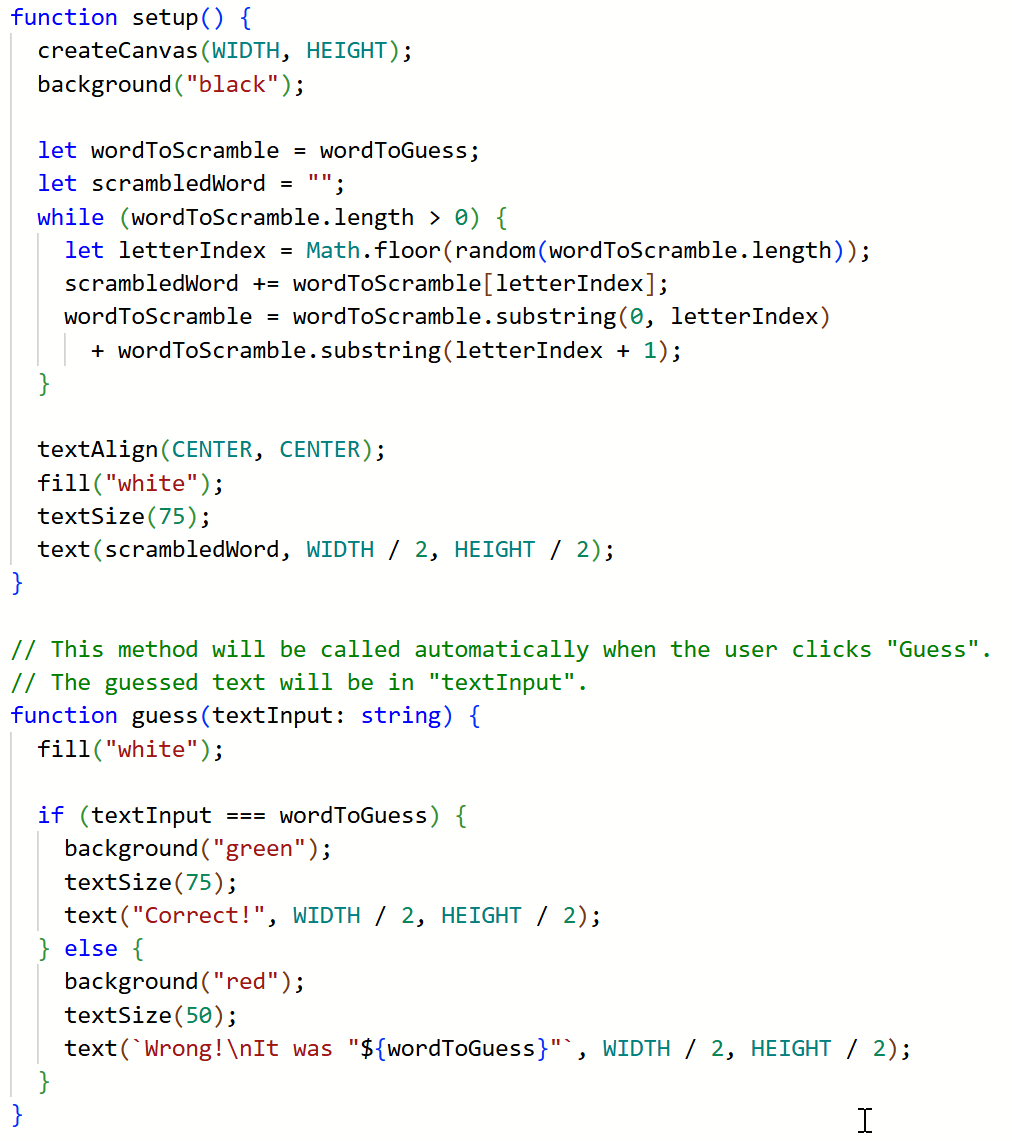 function setup() {
  createCanvas(WIDTH, HEIGHT);
  background("black");

  let wordToScramble = wordToGuess;
  let scrambledWord = "";
  while (wordToScramble.length > 0) {
    let letterIndex = Math.floor(random(wordToScramble.length));
    scrambledWord += wordToScramble[letterIndex];
    wordToScramble = wordToScramble.substring(0, letterIndex)
      + wordToScramble.substring(letterIndex + 1);
  }

  textAlign(CENTER, CENTER);
  fill("white");
  textSize(75);
  text(scrambledWord, WIDTH / 2, HEIGHT / 2);
}

// This method will be called automatically when the user clicks "Guess".
// The guessed text will be in "textInput".
function guess(textInput: string) {
  fill("white");

  if (textInput === wordToGuess) {
    background("green");
    textSize(75);
    text("Correct!", WIDTH / 2, HEIGHT / 2);
  } else {
    background("red");
    textSize(50);
    text(`Wrong!\nIt was "${wordToGuess}"`, WIDTH / 2, HEIGHT / 2);
  }
}